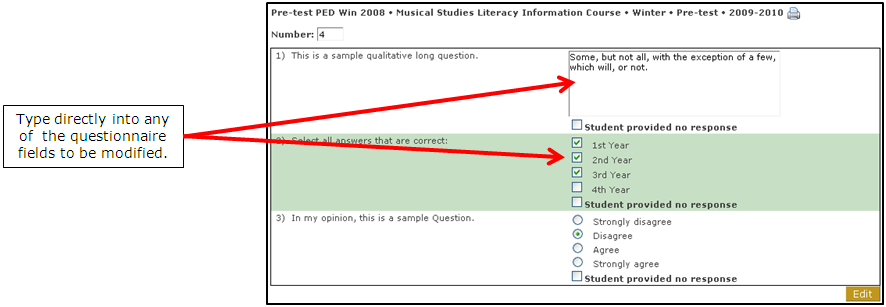 Pre-test PED Win 2008 • Musical Studies Literacy Information Course • Winter • Pre-test • 2009-2010
Number: 4
1) This is a sample qualitative long question.
Some, but not all, with the exception of a few,
which will, or not.
Student provided no response
Type directly into any
of the questionnaire
fields to be modified.
2) Select all answers that are correct:
1st Year
2nd Year
3rd Year
4th Year
Student provided no response
3) In my opinion, this is a sample Question.
Strongly disagree
Disagree
Agree
Strongly agree
Student provided no response
Edit